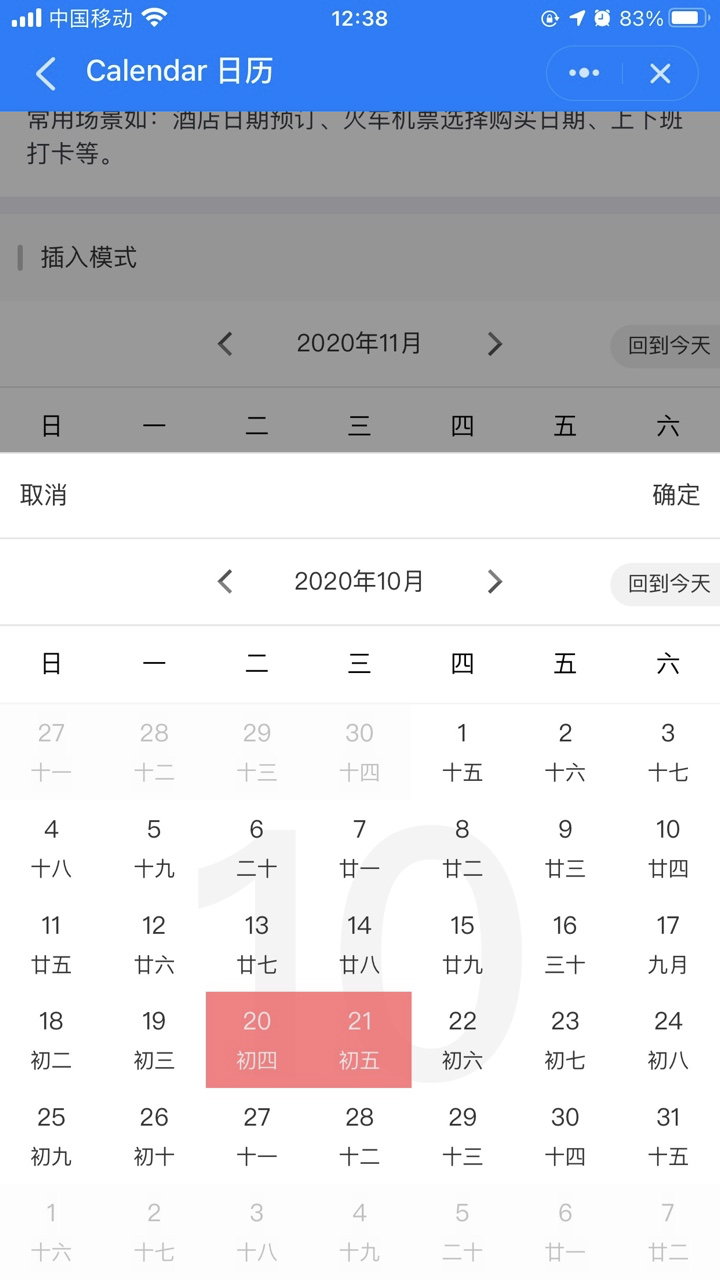 中国移动 12:38 83%
Calendar 日历
常用场景如：酒店日期预订、火车机票选择购买日期、上下班
打卡等。
插入模式
2020年11月 回到今天
日 一 二 三 四 五 六
取消 确定
2020年10月 回到今天
日 一 二 三 四 五 六
10
27 28 29 30 1 2 3
十一 十二 十三 十四 十五 十六 十七
4 5 6 7 8 9 10
十八 十九 二十 廿一 廿二 廿三 廿四
11 12 13 14 15 16 17
廿五 廿六 廿七 廿八 廿九 三十 九月
18 19 20 21 22 23 24
初二 初三 初四 初五 初六 初七 初八
25 26 27 28 29 30 31
初九 初十 十一 十二 十三 十四 十五
1 2 3 4 5 6 7
十六 十七 十八 十九 二十 廿一 廿二